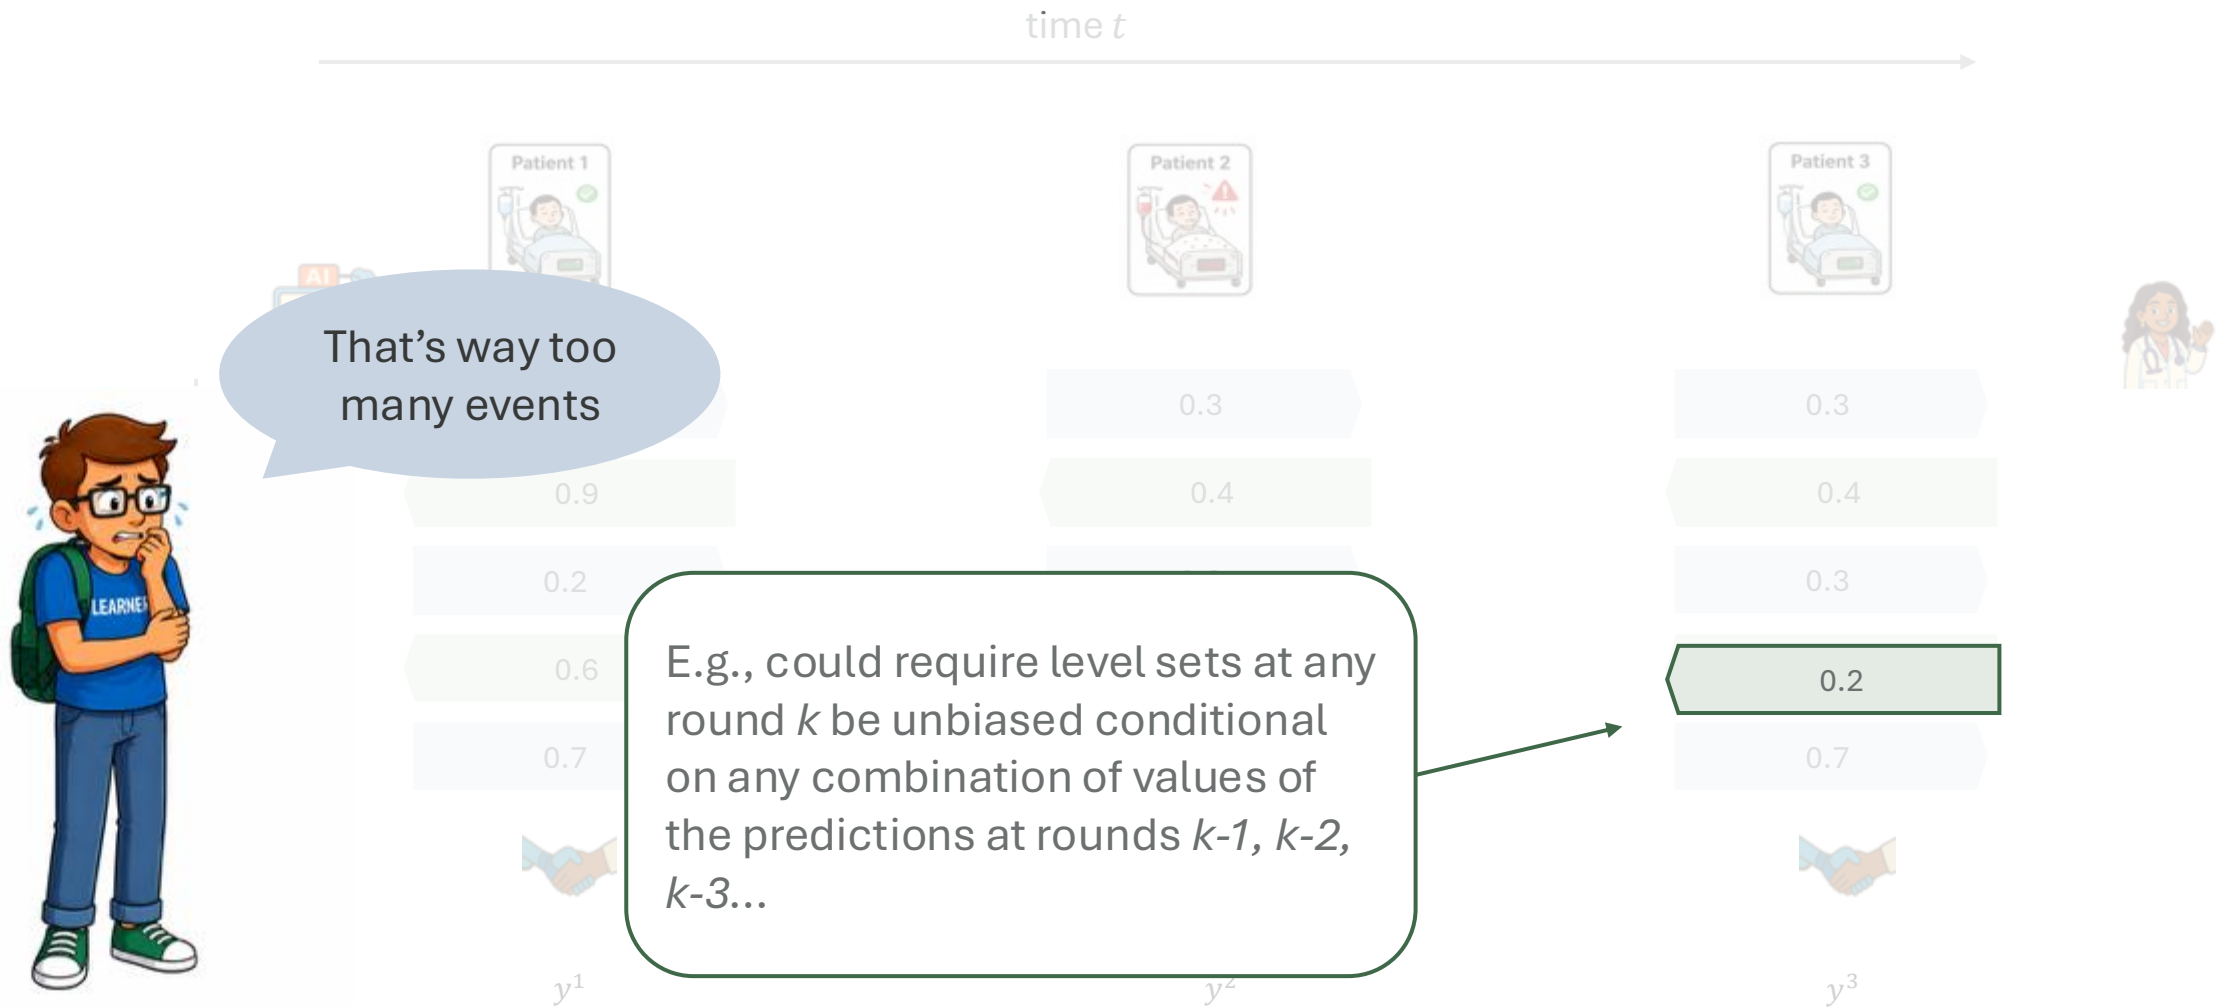 time t
Patient 1
Patient 2
Patient 3
AI
That's way too
many events
0.3
0.3
0.9
0.4
0.4
LEARNE
0.2
0.3
0.6
0.2
0.7
0.7
E.g., could require level sets at any
round k be unbiased conditional
on any combination of values of
the predictions at rounds k-1, k-2,
k-3...
y¹
y²
y³